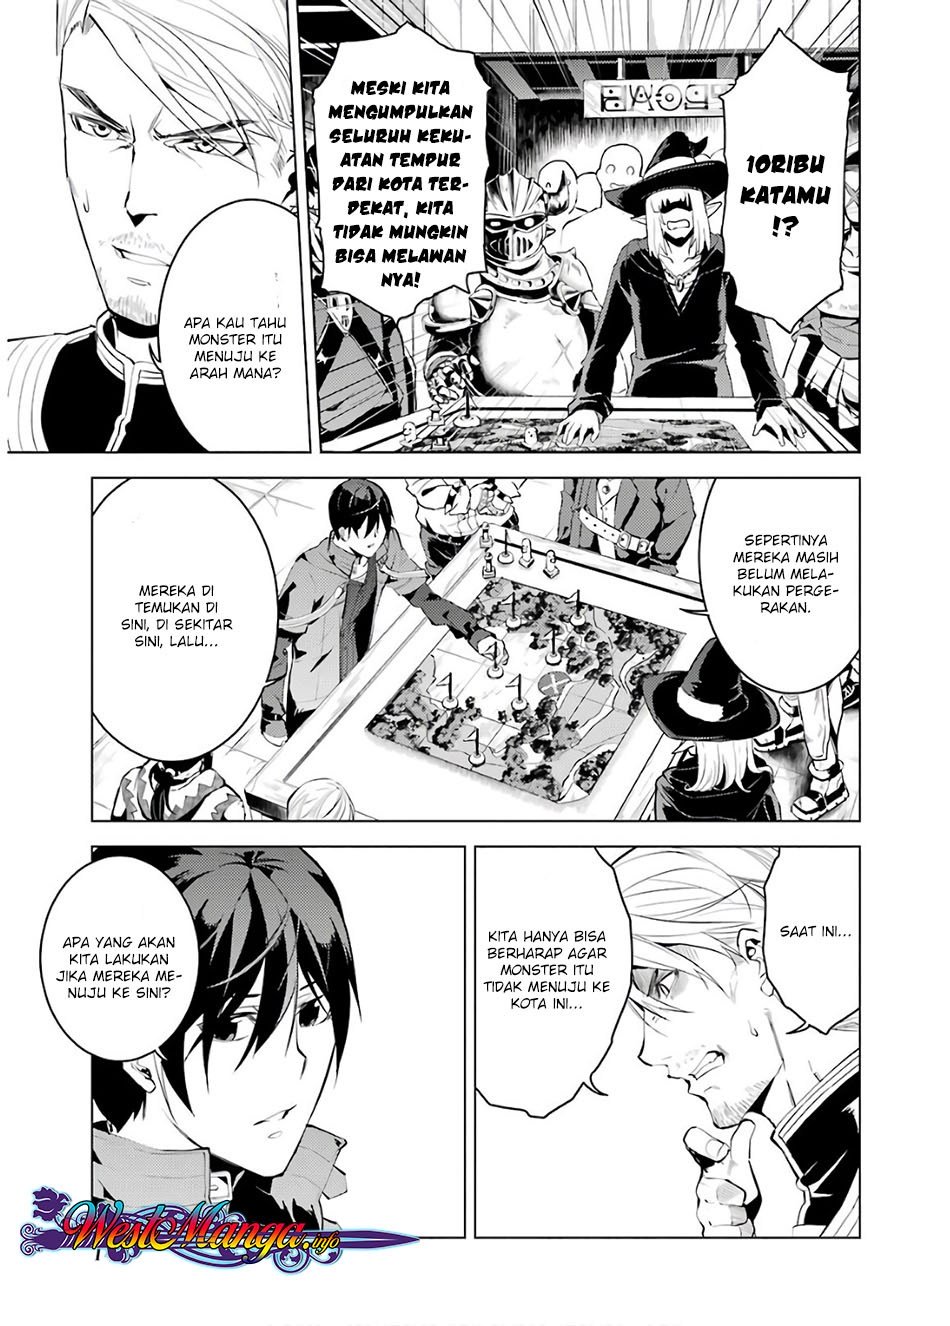 10RIBU
KATAMU
!?
MESKI KITA
MENGUMPULKAN
SELURUH KEKU-
ATAN TEMPUR
DARI KOTA TER-
DEKAT, KITA
TIDAK MUNGKIN
BISA MELAWAN
NYA!
APA KAU TAHU
MONSTER ITU
MENUJU KE
ARAH MANA?
SEPERTINYA
MEREKA MASIH
BELUM MELA-
KUKAN PERGE-
RAKAN.
MEREKA DI
TEMUKAN DI
SINI, DI SEKITAR
SINI, LALU...
SAAT INI...
KITA HANYA BISA
BERHARAP AGAR
MONSTER ITU
TIDAK MENUJU KE
KOTA INI...
APA YANG AKAN
KITA LAKUKAN
JIKA MEREKA ME-
NUJU KE SINI?
WestManga.info